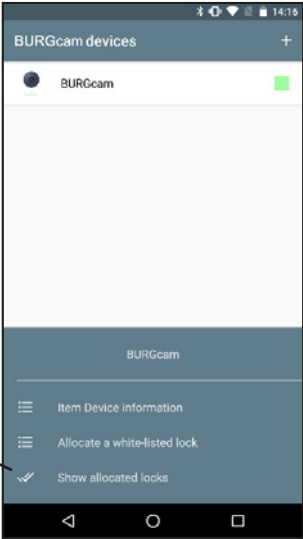 14:16
BURGcam devices +
BURGcam
BURGcam
Item Device information
Allocate a white-listed lock
Show allocated locks